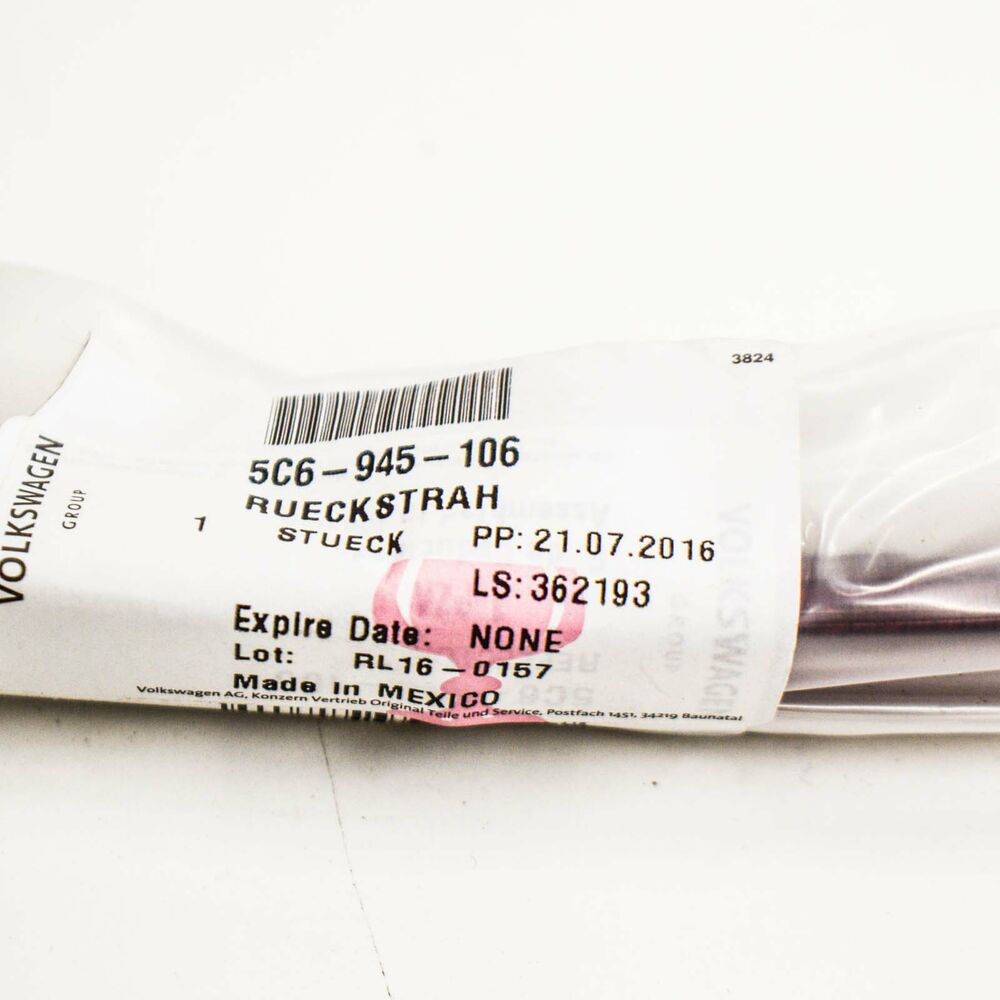 3824
5C6-945-106
RUECKSTRAH
1 STUECK PP: 21.07.2016
LS: 362193
Expire Date: NONE
Lot: RL16-0157
Made in MEXICO
Volkswagen AG, Konzern Vertrieb Original Teile und Service, Postfach 1451, 34219 Baunatal
VOLKSWAGEN
GROUP